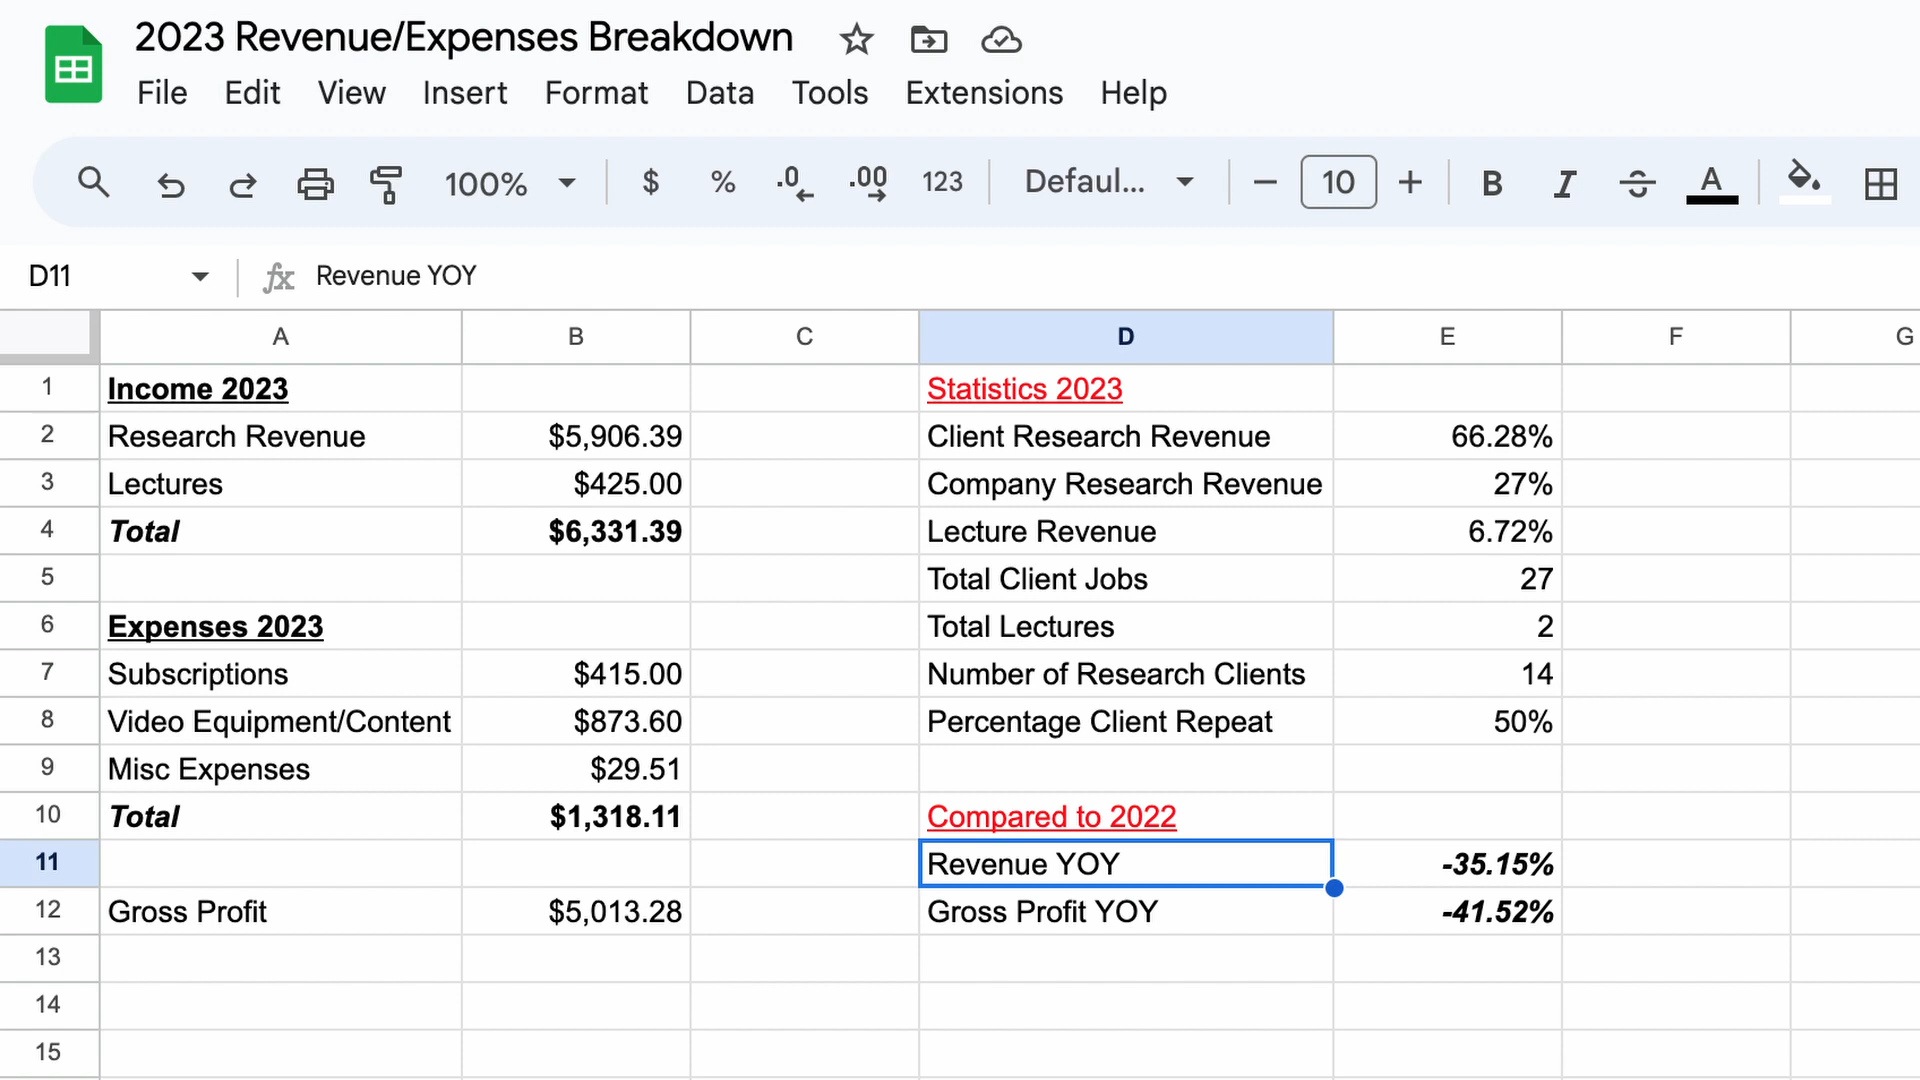 2023 Revenue/Expenses Breakdown
File Edit View Insert Format Data Tools Extensions Help
100% $ % .0 .00 123 Defaul... 10 B I S A
D11 fx Revenue YOY
A B C D E F G
1 Income 2023 Statistics 2023
2 Research Revenue $5,906.39 Client Research Revenue 66.28%
3 Lectures $425.00 Company Research Revenue 27%
4 Total $6,331.39 Lecture Revenue 6.72%
5 Total Client Jobs 27
6 Expenses 2023 Total Lectures 2
7 Subscriptions $415.00 Number of Research Clients 14
8 Video Equipment/Content $873.60 Percentage Client Repeat 50%
9 Misc Expenses $29.51
10 Total $1,318.11 Compared to 2022
11 Revenue YOY -35.15%
12 Gross Profit $5,013.28 Gross Profit YOY -41.52%
13
14
15